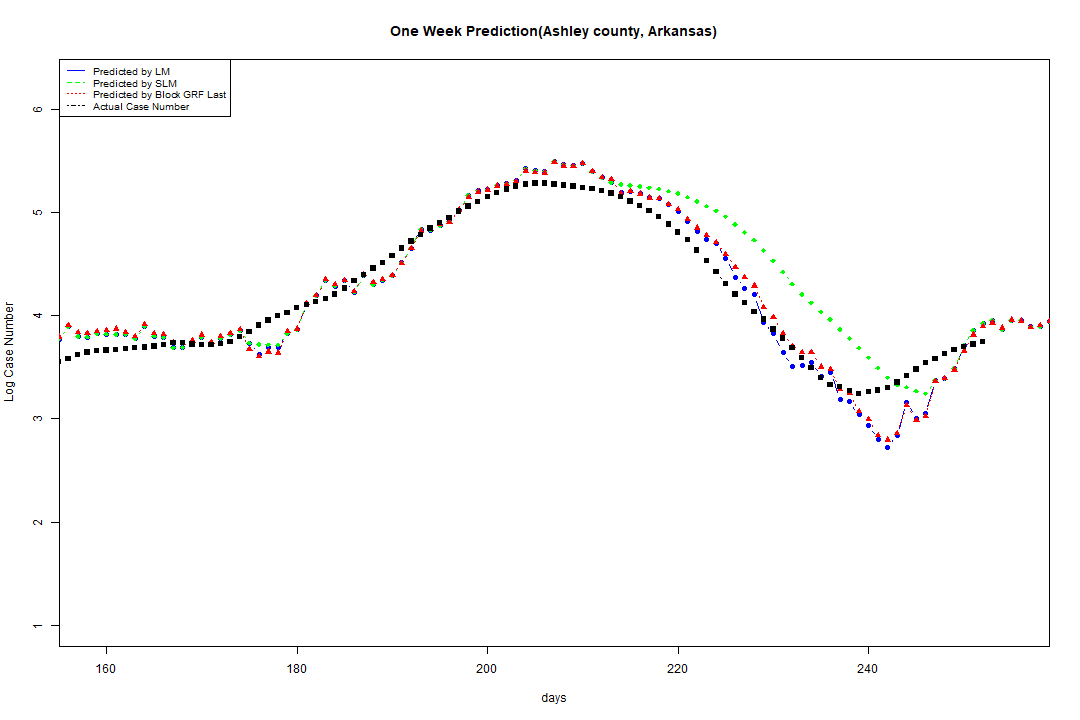 One Week Prediction(Ashley county, Arkansas)
Predicted by LM
Predicted by SLM
Predicted by Block GRF Last
Actual Case Number
6
5
4
3
2
1
Log Case Number
160 180 200 220 240
days